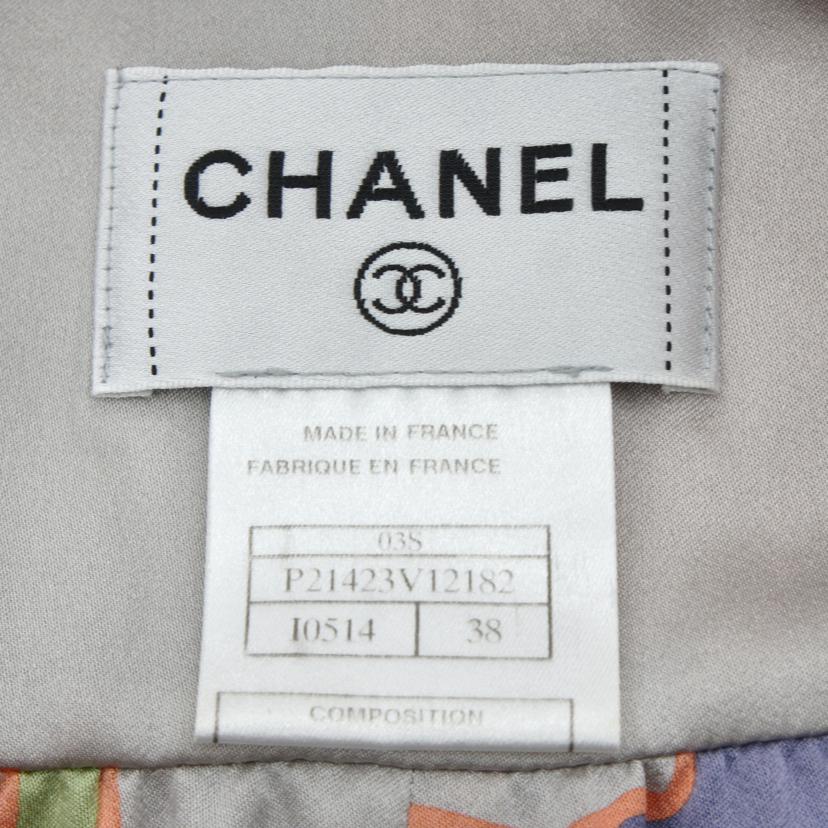 CHANEL
MADE IN FRANCE
FABRIQUE EN FRANCE
03S
P21423V12182
I0514 38
COMPOSITION